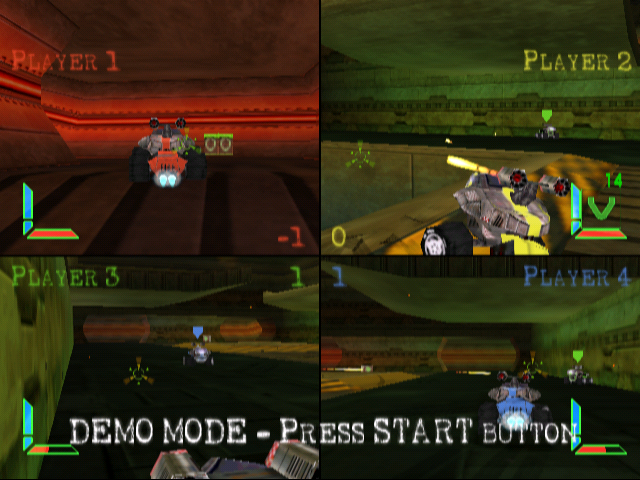 PLAYER 1
PLAYER 2
14
-1
0
PLAYER 3
1
1
PLAYER 4
DEMO MODE - PRESS START BUTTON